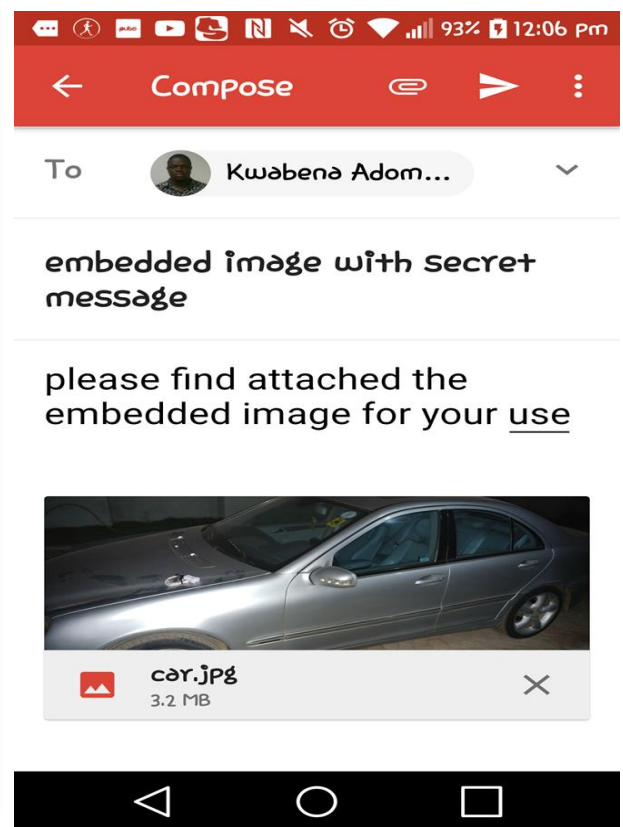 93% 12:06 Pm
Compose
To Kwabena Adom...
embedded image with secret
message
please find attached the
embedded image for your use
car.jpg
3.2 MB